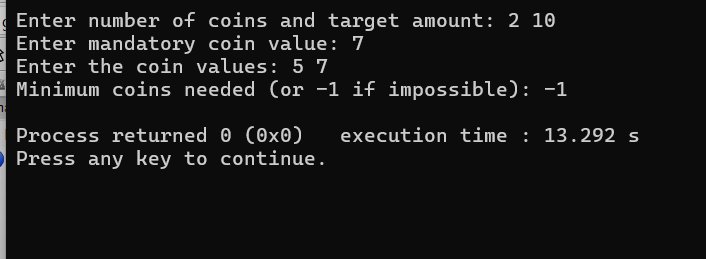 Enter number of coins and target amount: 2 10
Enter mandatory coin value: 7
Enter the coin values: 5 7
Minimum coins needed (or -1 if impossible): -1
Process returned 0 (0x0)   execution time : 13.292 s
Press any key to continue.